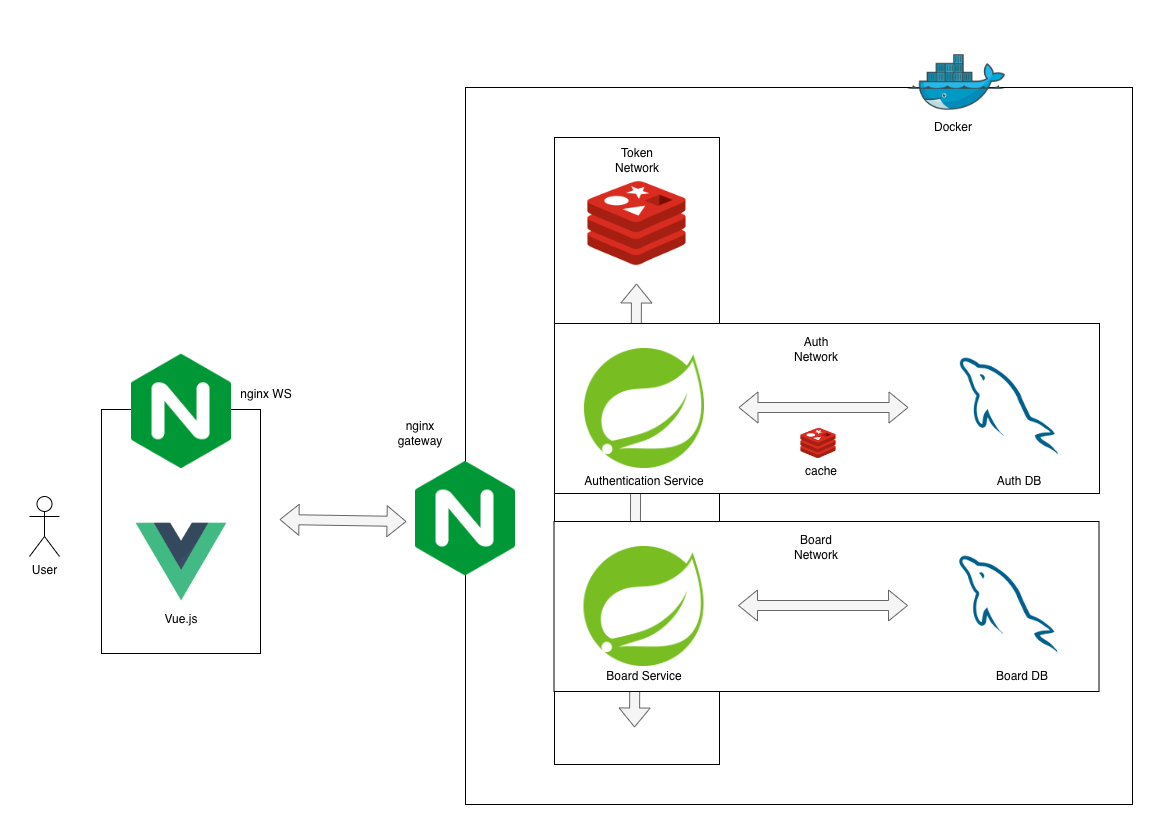 Docker
Token
Network
Auth
Network
nginx WS
nginx
gateway
cache
Authentication Service
Auth DB
Board
Network
User
Vue.js
Board Service
Board DB